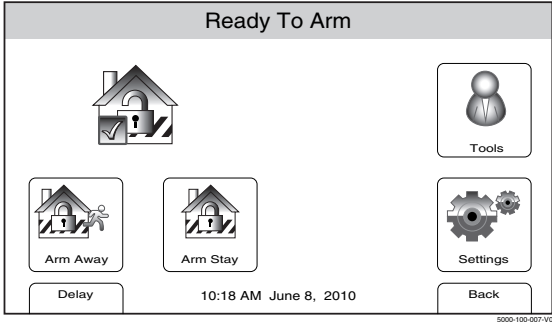 Ready To Arm
Tools
Arm Away
Arm Stay
Settings
Delay
10:18 AM June 8, 2010
Back
5000-100-007-V0